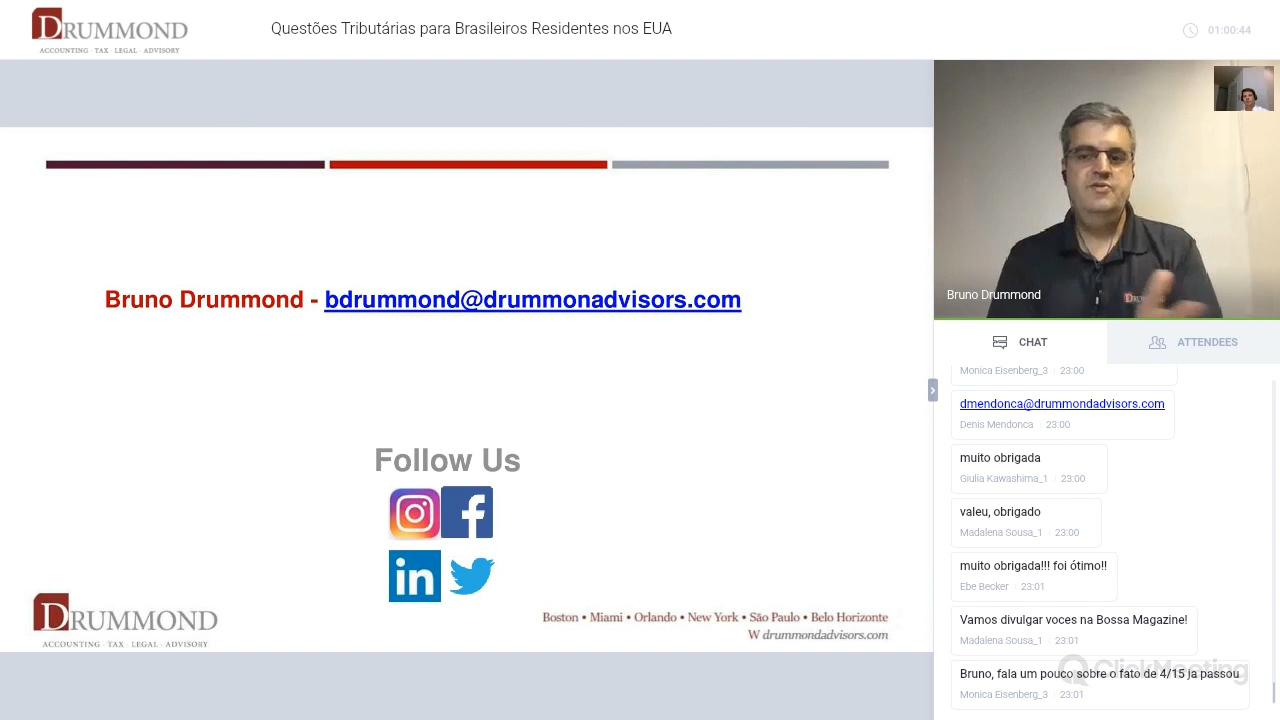 DRUMMOND
ACCOUNTING · TAX · LEGAL · ADVISORY
Questões Tributárias para Brasileiros Residentes nos EUA
01:00:44
Bruno Drummond - bdrummond@drummonadvisors.com
Follow Us
DRUMMOND
ACCOUNTING · TAX · LEGAL · ADVISORY
Boston • Miami • Orlando • New York • São Paulo • Belo Horizonte
W drummondadvisors.com
Bruno Drummond
CHAT
ATTENDEES
Monica Eisenberg_3 23:00
dmendonca@drummondadvisors.com
Denis Mendonca 23:00
muito obrigada
Giulia Kawashima_1 23:00
valeu, obrigado
Madalena Sousa_1 23:00
muito obrigada!!! foi ótimo!!
Ebe Becker 23:01
Vamos divulgar voces na Bossa Magazine!
Madalena Sousa_1 23:01
ClickMeeting
Bruno, fala um pouco sobre o fato de 4/15 ja passou
Monica Eisenberg_3 23:01